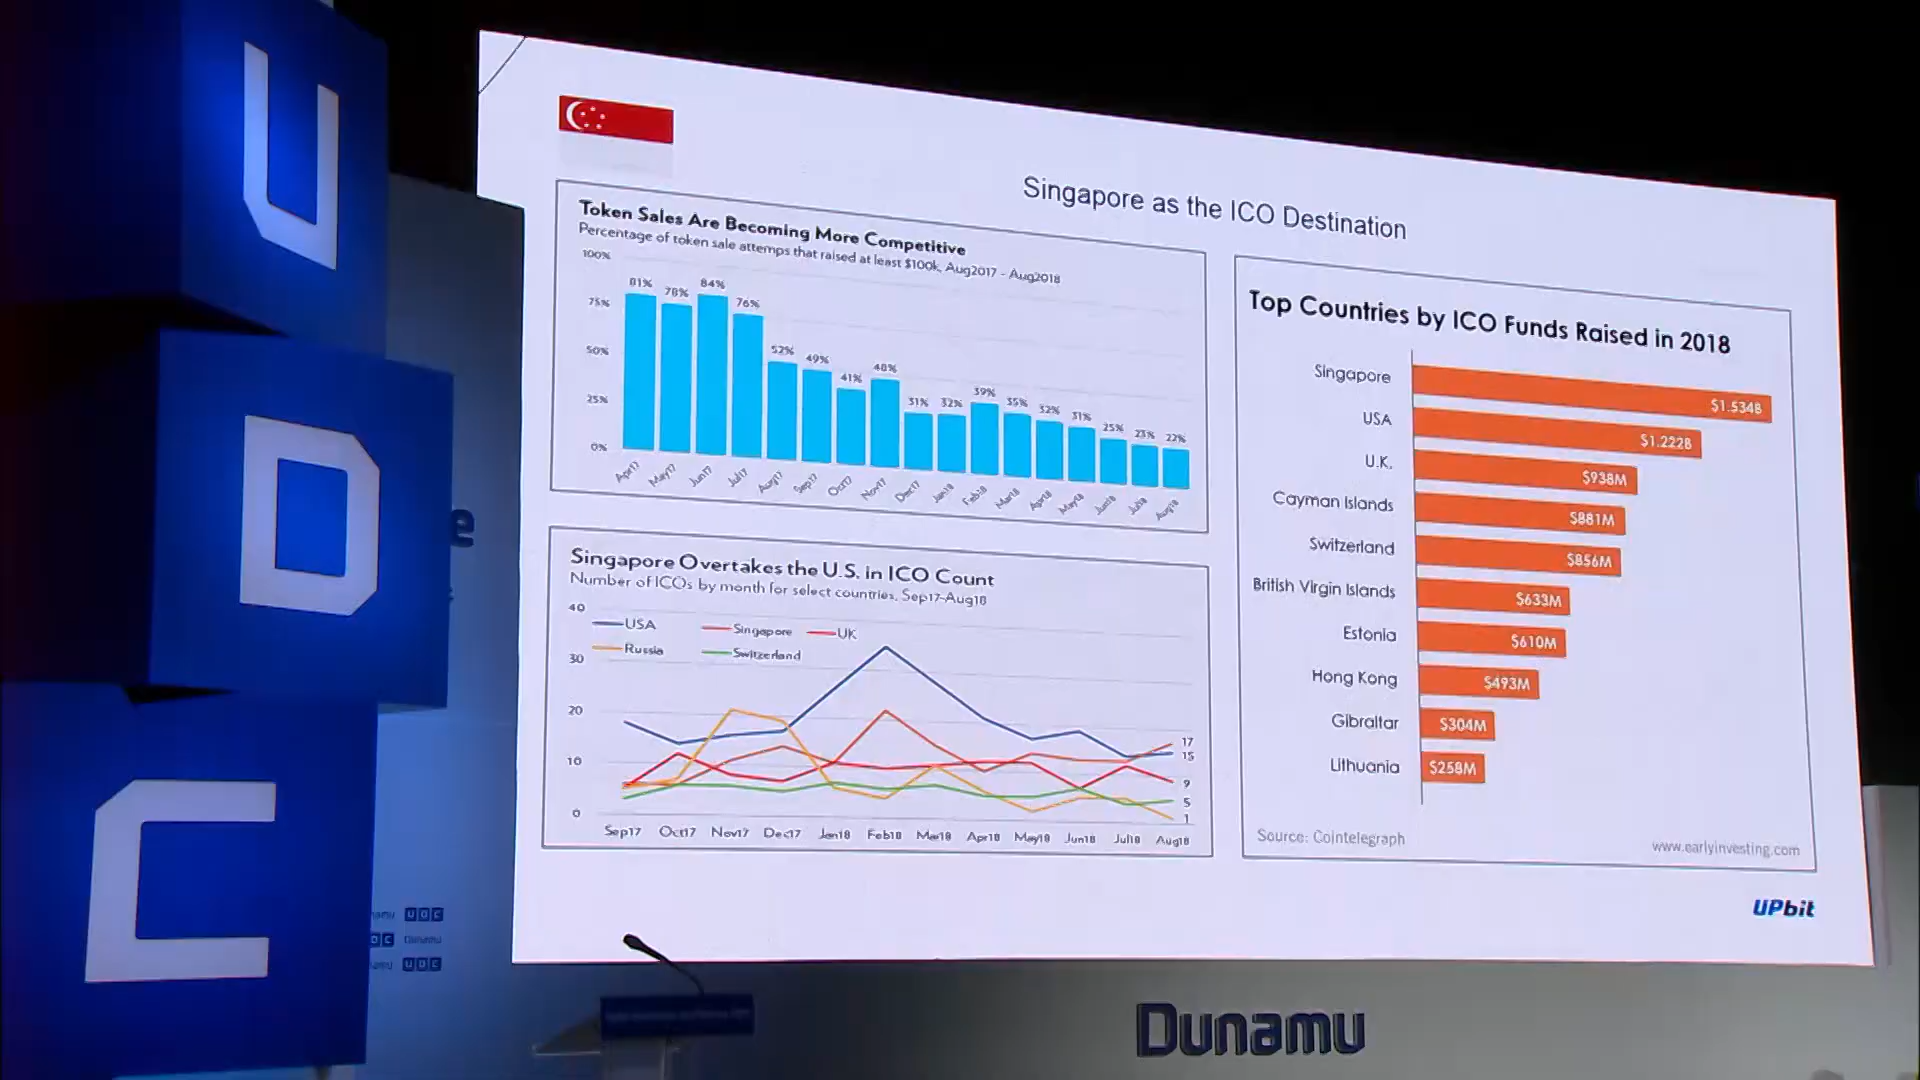 U
D
C
Singapore as the ICO Destination
Token Sales Are Becoming More Competitive
Percentage of token sale attemps that raised at least $100k, Aug2017 - Aug2018
100%
75%
50%
25%
0%
81% 78% 84% 76% 52% 49% 41% 48% 31% 32% 39% 35% 32% 31% 25% 23% 22%
Apr17 May17 Jun17 Jul17 Aug17 Sep17 Oct17 Nov17 Dec17 Jan18 Feb18 Mar18 Apr18 May18 Jun18 Jul18 Aug18
Singapore Overtakes the U.S. in ICO Count
Number of ICOs by month for select countries, Sep17-Aug18
40
30
20
10
0
USA Singapore UK
Russia Switzerland
17
15
9
5
1
Sep17 Oct17 Nov17 Dec17 Jan18 Feb18 Mar18 Apr18 May18 Jun18 Jul18 Aug18
Top Countries by ICO Funds Raised in 2018
Singapore $1.534B
USA $1.222B
U.K. $938M
Cayman Islands $881M
Switzerland $856M
British Virgin Islands $633M
Estonia $610M
Hong Kong $493M
Gibraltar $304M
Lithuania $258M
Source: Cointelegraph
www.earlyinvesting.com
UPbit
UDC
Dunamu
UDC
Dunamu